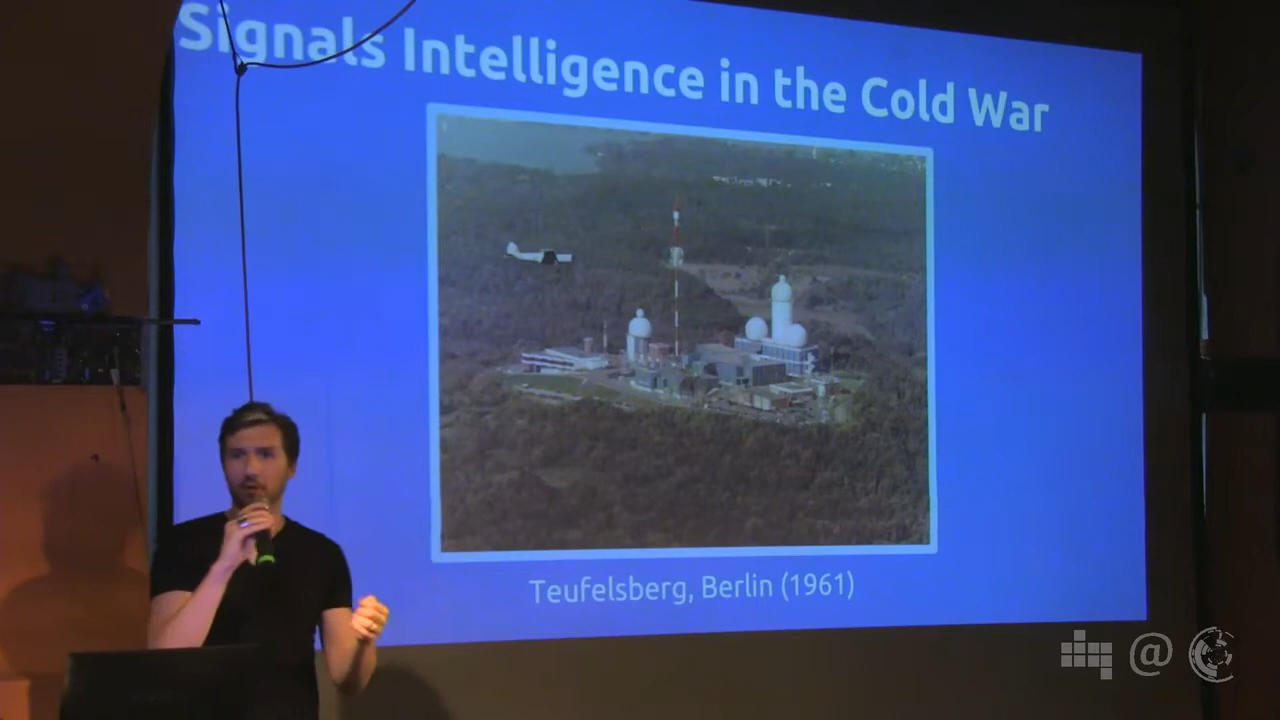 Signals Intelligence in the Cold War
Teufelsberg, Berlin (1961)
@